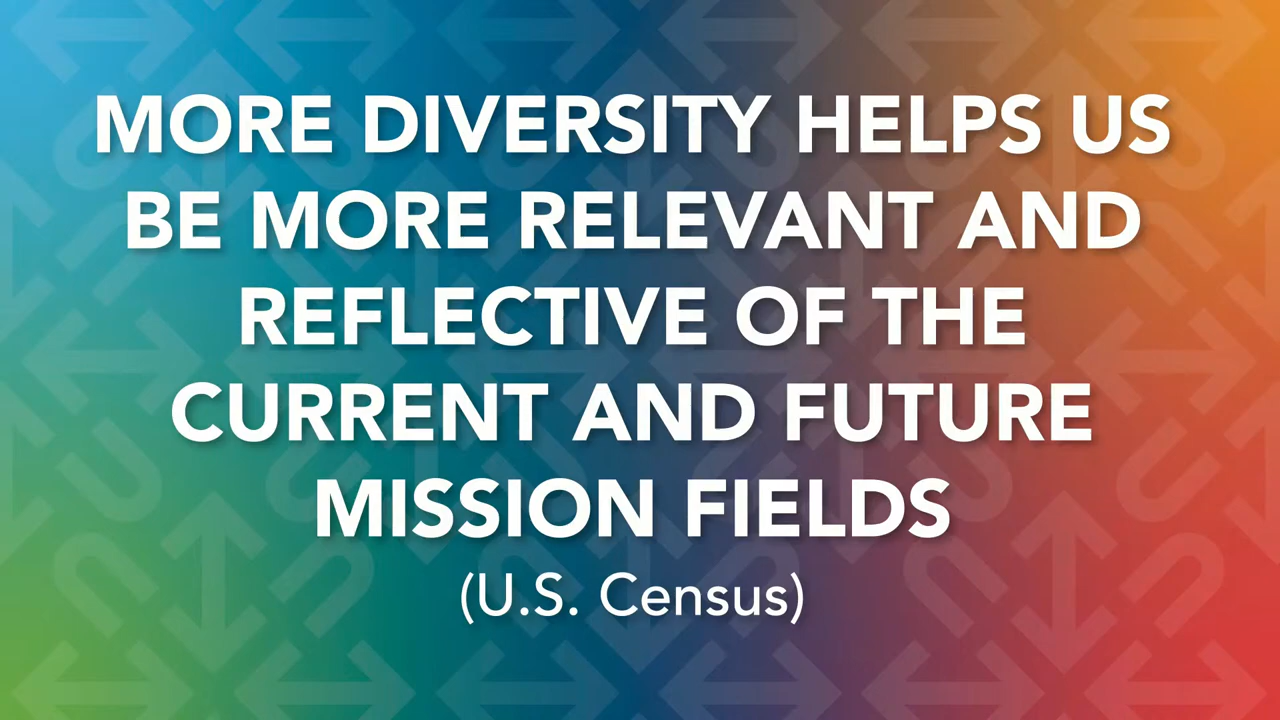 MORE DIVERSITY HELPS US
BE MORE RELEVANT AND
REFLECTIVE OF THE
CURRENT AND FUTURE
MISSION FIELDS
(U.S. Census)